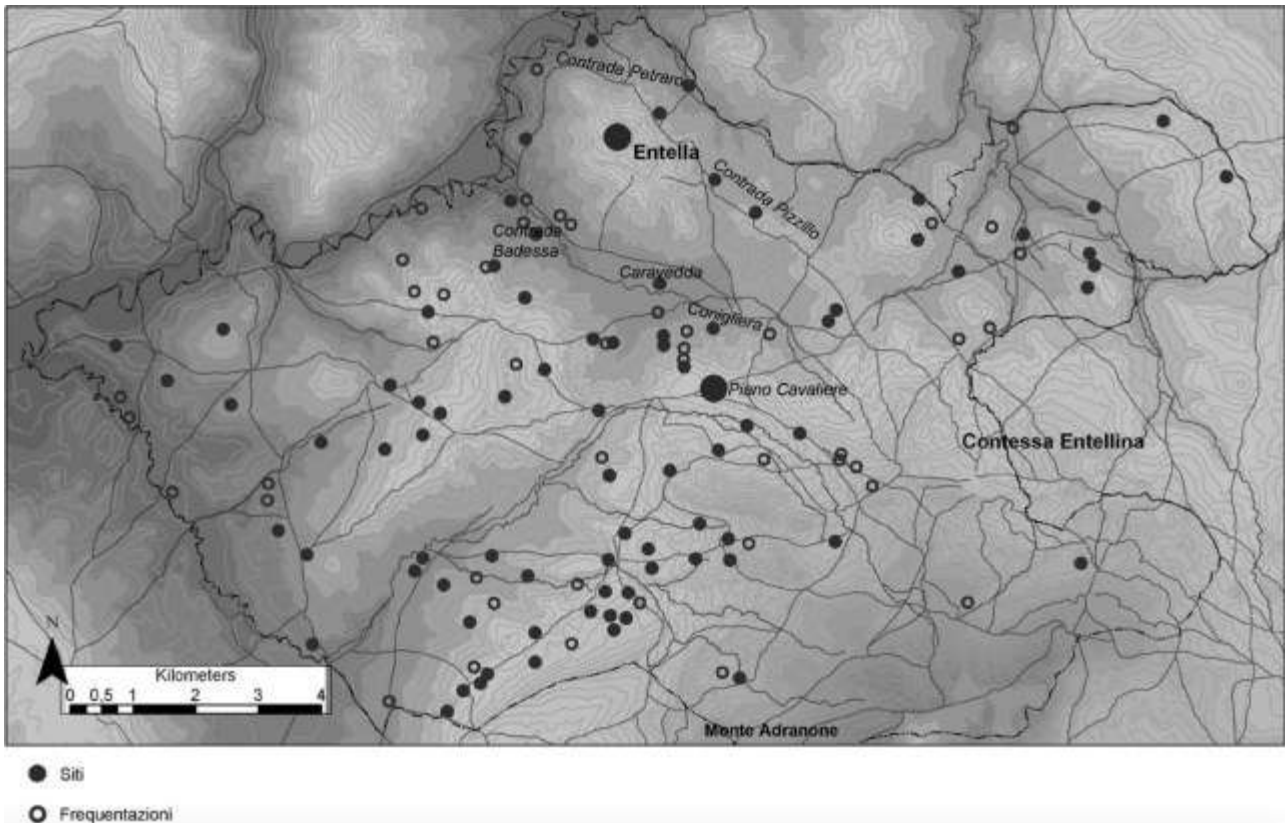 Contrada Petraro
Entella
Contrada Pizzillo
Contrada
Badessa
Caravedda
Conigliera
Piano Cavaliere
Contessa Entellina
N
Kilometers
0 0,5 1 2 3 4
Monte Adranone
Siti
Frequentazioni